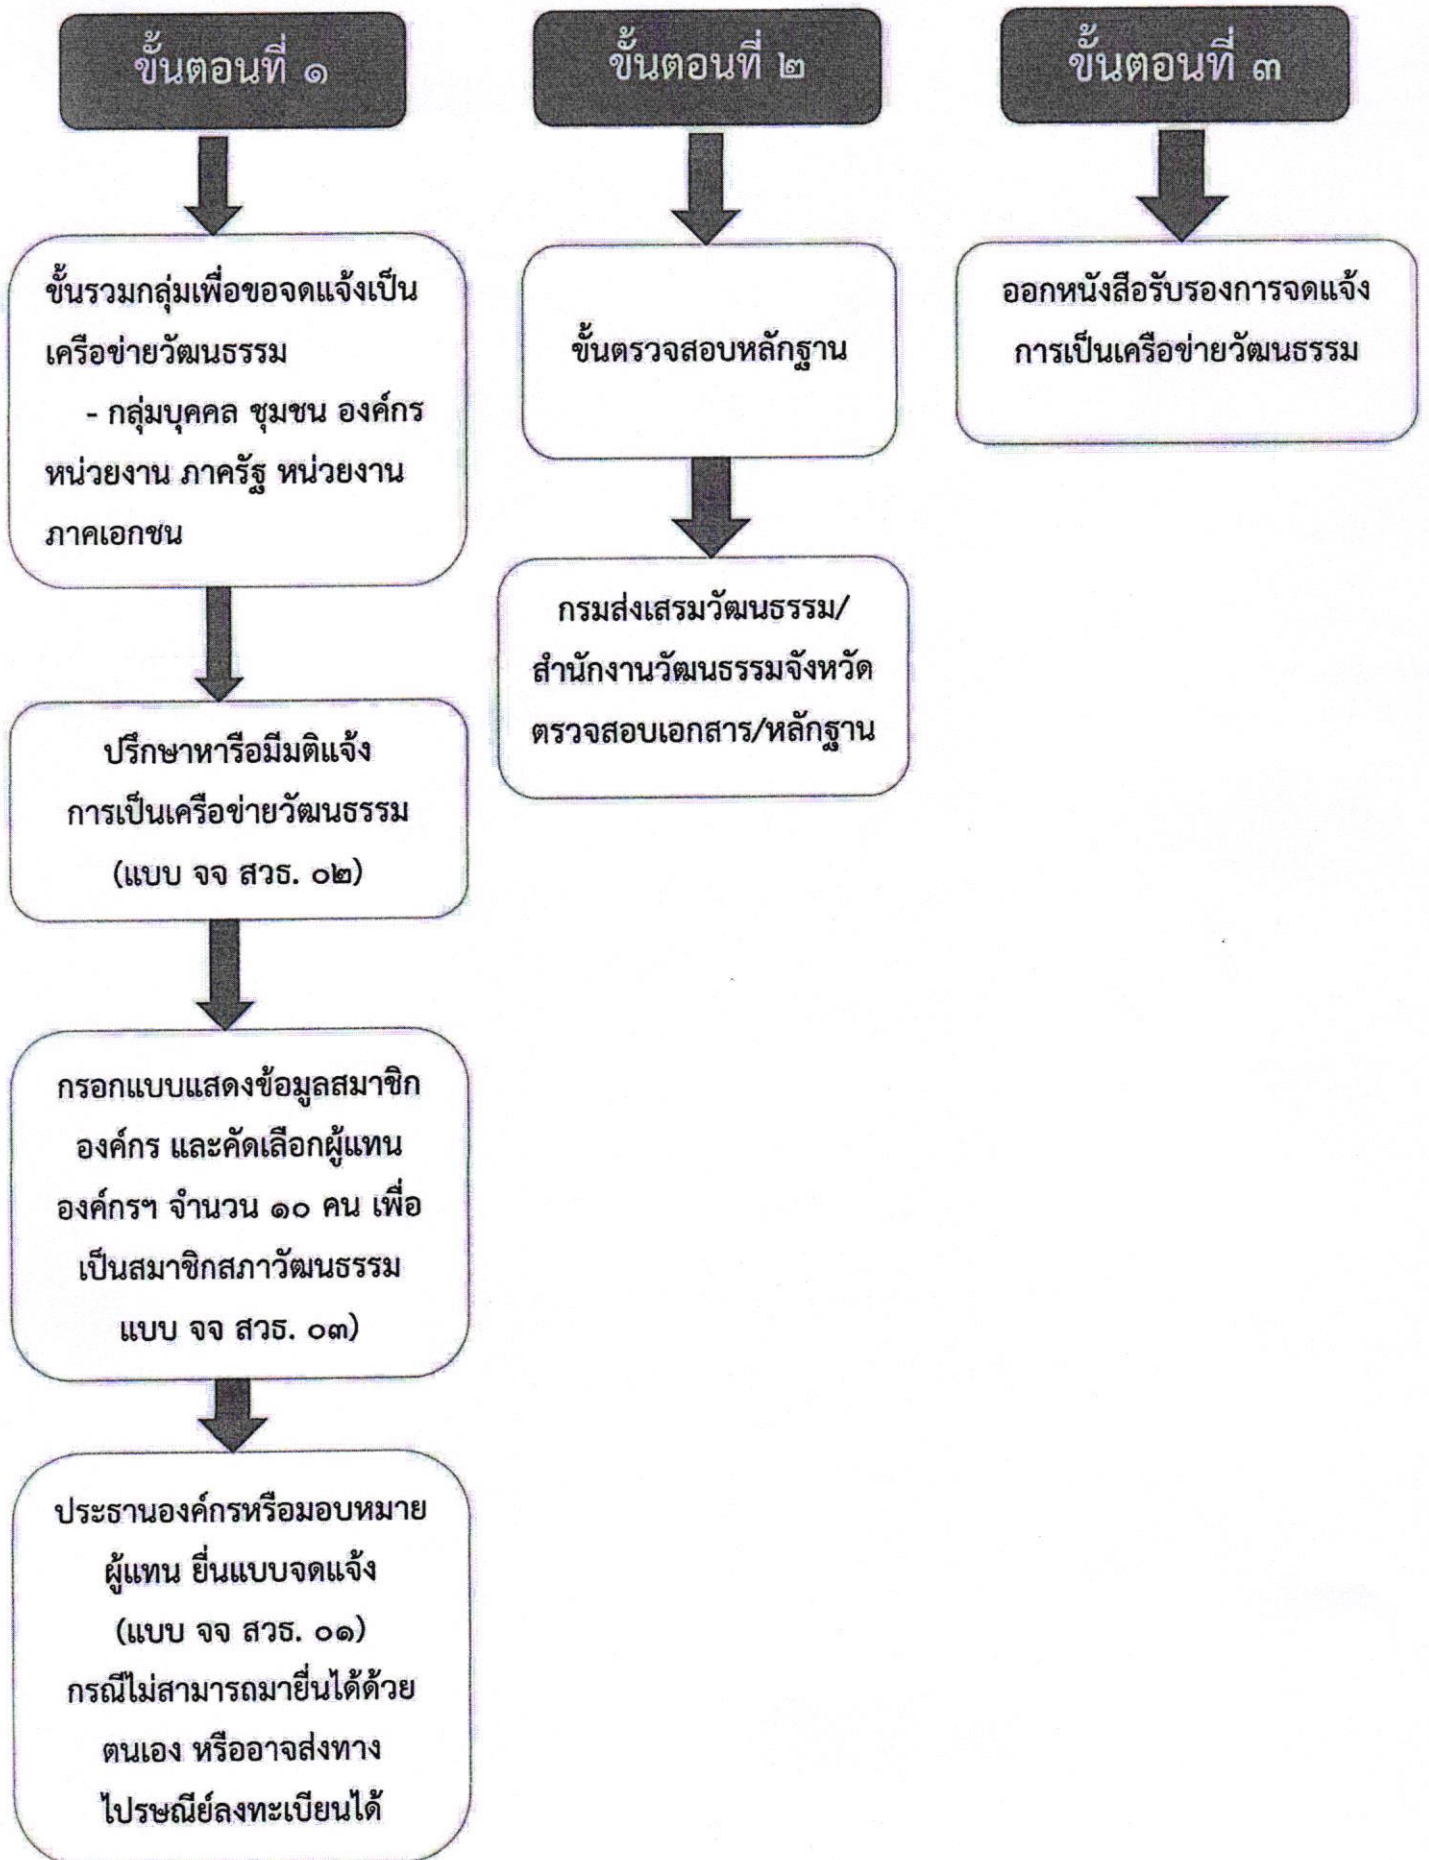 ขั้นตอนที่ ๑
ขั้นรวมกลุ่มเพื่อขอจดแจ้งเป็น
เครือข่ายวัฒนธรรม
- กลุ่มบุคคล ชุมชน องค์กร
หน่วยงาน ภาครัฐ หน่วยงาน
ภาคเอกชน
ปรึกษาหารือมีมติแจ้ง
การเป็นเครือข่ายวัฒนธรรม
(แบบ จจ สวธ. ๐๒)
กรอกแบบแสดงข้อมูลสมาชิก
องค์กร และคัดเลือกผู้แทน
องค์กรฯ จำนวน ๑๐ คน เพื่อ
เป็นสมาชิกสภาวัฒนธรรม
แบบ จจ สวธ. ๐๓)
ประธานองค์กรหรือมอบหมาย
ผู้แทน ยื่นแบบจดแจ้ง
(แบบ จจ สวธ. ๐๑)
กรณีไม่สามารถมายื่นได้ด้วย
ตนเอง หรืออาจส่งทาง
ไปรษณีย์ลงทะเบียนได้
ขั้นตอนที่ ๒
ขั้นตรวจสอบหลักฐาน
กรมส่งเสรมวัฒนธรรม/
สำนักงานวัฒนธรรมจังหวัด
ตรวจสอบเอกสาร/หลักฐาน
ขั้นตอนที่ ๓
ออกหนังสือรับรองการจดแจ้ง
การเป็นเครือข่ายวัฒนธรรม